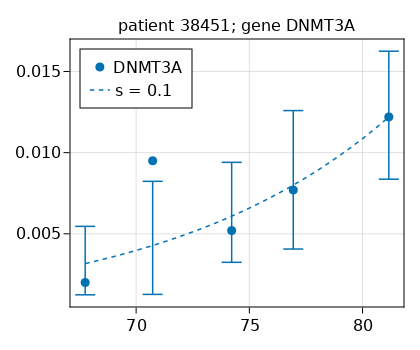 patient 38451; gene DNMT3A
DNMT3A
s = 0.1
0.015
0.010
0.005
70 75 80